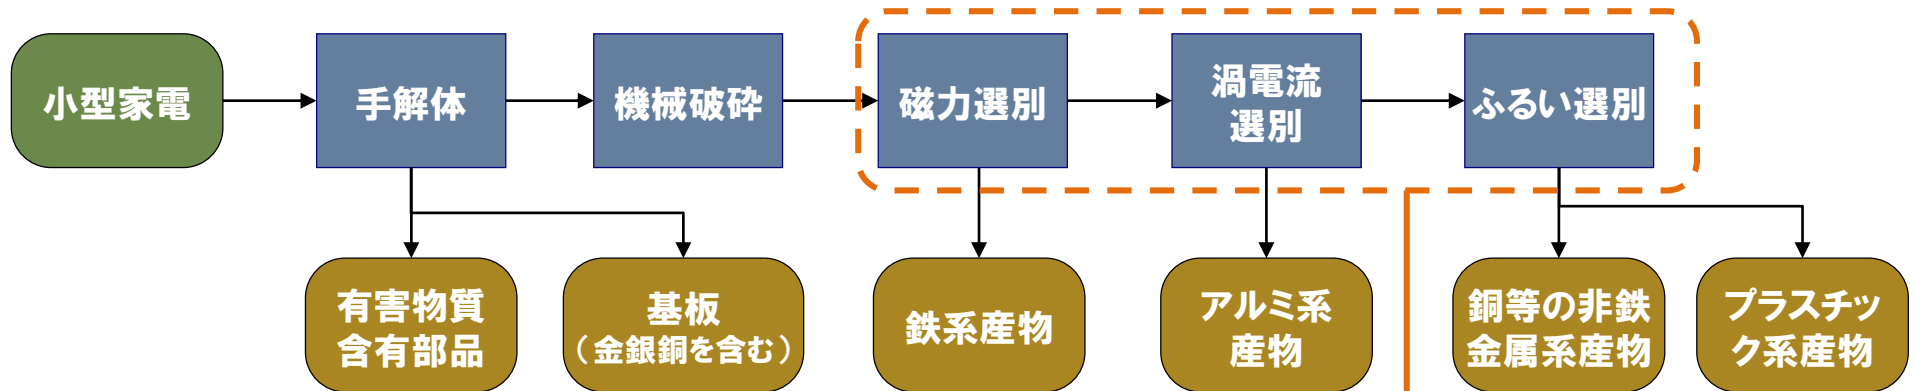 小型家電
手解体
機械破砕
磁力選別
渦電流
選別
ふるい選別
有害物質
含有部品
基板
（金銀銅を含む）
鉄系産物
アルミ系
産物
銅等の非鉄
金属系産物
プラスチッ
ク系産物